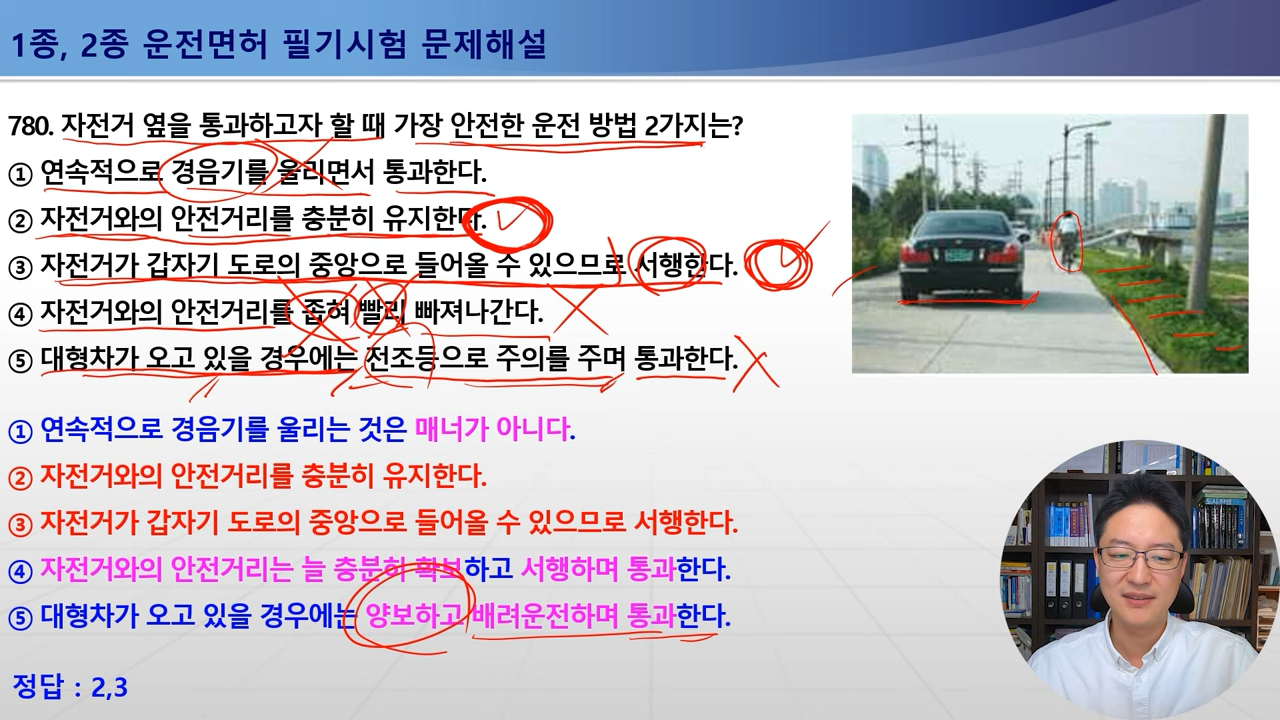 1종, 2종 운전면허 필기시험 문제해설
780. 자전거 옆을 통과하고자 할 때 가장 안전한 운전 방법 2가지는?
① 연속적으로 경음기를 울리면서 통과한다.
② 자전거와의 안전거리를 충분히 유지한다.
③ 자전거가 갑자기 도로의 중앙으로 들어올 수 있으므로 서행한다.
④ 자전거와의 안전거리를 좁혀 빨리 빠져나간다.
⑤ 대형차가 오고 있을 경우에는 전조등으로 주의를 주며 통과한다.
① 연속적으로 경음기를 울리는 것은 매너가 아니다.
② 자전거와의 안전거리를 충분히 유지한다.
③ 자전거가 갑자기 도로의 중앙으로 들어올 수 있으므로 서행한다.
④ 자전거와의 안전거리는 늘 충분히 확보하고 서행하며 통과한다.
⑤ 대형차가 오고 있을 경우에는 양보하고 배려운전하며 통과한다.
정답 : 2,3